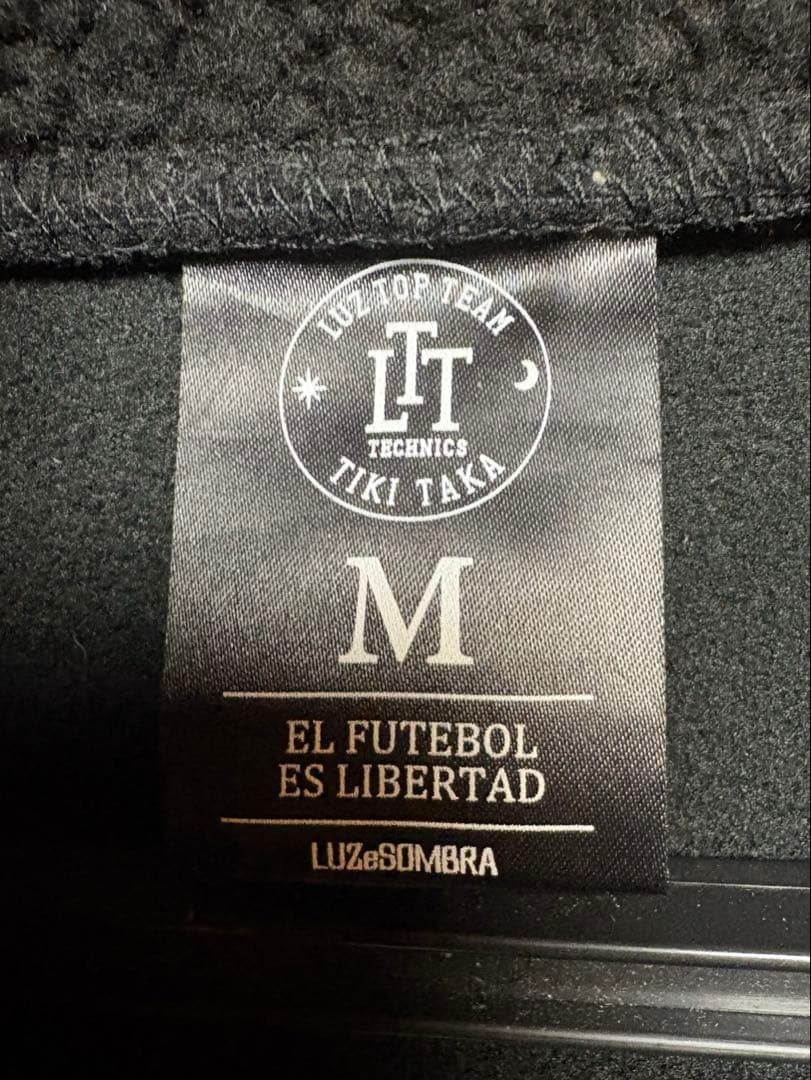 LUZ TOP TEAM
LTT
TECHNICS
TIKI TAKA
M
EL FUTEBOL
ES LIBERTAD
LUZeSOMBRA